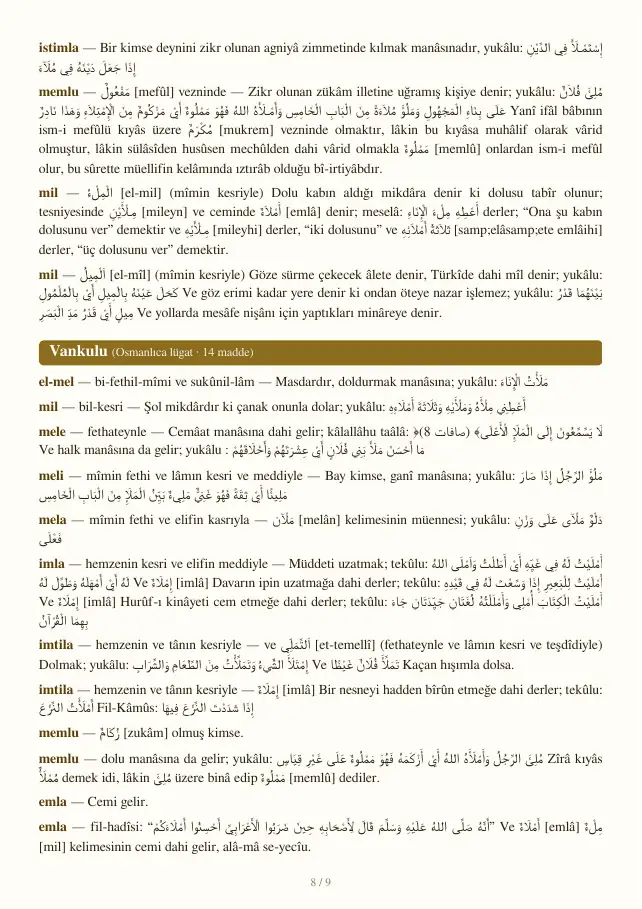 istimla — Bir kimse deynini zikr olunan agniyâ zimmetinde kılmak manâsınadır, yukâlu: إِسْتَمْـلَأَ فِي الدَّيْنِ
إِذَا جَعَلَ دَيْنَهُ فِي مُلَآءَ
memlu — مَمْلُوٌ [mefûl] vezninde — Zikr olunan zükâm illetine uğramış kişiye denir; yukâlu: مُلِئَ فُلَانٌ
عَلَى بِنَاءِ الْمَجْهُولِ وَمَلُؤَ مُلَاءَةً مِنَ الْبَابِ الْخَامِسِ وَأَمْـلَأَهُ اللهُ فَهُوَ مَمْلُوءٌ أَيْ مَزْكُومٌ مِنَ الْإِمْتِلَاءِ وَهَذَا نَادِرٌ Yanî ifâl bâbının
ism-i mefûlü kıyâs üzere مُكْرَمٌ [mukrem] vezninde olmaktır, lâkin bu kıyâsa muhâlif olarak vârid
olmuştur, lakin sülâsîden husûsen mechûlden dahi vârid olmakla مَمْلُوءٌ [memlû] onlardan ism-i mefûl
olur, bu sûrette müellifin kelâmında ıztırâb olduğu bî-irtiyâbdır.
mil — اَلْمِلْءُ [el-mil] (mîmin kesriyle) Dolu kabın aldığı mikdâra denir ki dolusu tabîr olunur;
tesniyesinde مِـلْأَيْنِ [mileyn] ve ceminde أَمْلَاءٌ [emlâ] denir; meselâ: أَعْطِهِ مِلْءَ الْإِنَاءِ derler; “Ona şu kabın
dolusunu ver” demektir ve مِـلْأَيْهِ [mileyhi] derler, “iki dolusunu” ve ثَلَاثَةَ أَمْلَائِهِ [samp;elâsamp;ete emlâihi]
derler, “üç dolusunu ver” demektir.
mil — اَلْمِيلُ [el-mîl] (mîmin kesriyle) Göze sürme çekecek âlete denir, Türkîde dahi mîl denir; yukâlu:
كَحَلَ عَيْنَهُ بِالْمِيلِ أَيْ بِالْمُلْمُولِ Ve göz erimi kadar yere denir ki ondan öteye nazar işlemez; yukâlu: بَيْنَهُمَا قَدْرُ
مِيلٍ أَيْ قَدْرُ مَدِّ الْبَصَرِ Ve yollarda mesâfe nişânı için yaptıkları minâreye denir.
Vankulu (Osmanlıca lügat · 14 madde)
el-mel — bi-fethil-mîmi ve sukûnil-lâm — Masdardır, doldurmak manâsına; yukâlu: مَلَأْتُ الْإِنَاءَ
mil — bil-kesri — Şol mikdârdır ki çanak onunla dolar; yukâlu: أَعْطِنِي مِلْأَهُ وَمَلْأَيْهِ وَثَلَاثَةَ أَمْلَاءِهِ
mele — fethateynle — Cemâat manâsına dahi gelir; kâlallâhu taâlâ: ﴿لَا يَسَّمَّعُونَ إِلَى الْمَلَإِ الْأَعْلَى﴾ (صافات 8)
Ve halk manâsına da gelir; yukâlu : مَا أَحْسَنَ مَلَأَ بَنِي فُلَانٍ أَيْ عِشْرَتَهُمْ وَأَخْلَاقَهُمْ
meli — mîmin fethi ve lâmın kesri ve meddiyle — Bay kimse, ganî manâsına; yukâlu: مَلُؤَ الرَّجُلُ إِذَا صَارَ
مَلِيئًا أَيْ ثِقَةً فَهُوَ غَنِيٌّ مَلِيءٌ بَيِّنُ الْمَلَإِ مِنَ الْبَابِ الْخَامِسِ
mela — mîmin fethi ve elifin kasrıyla — مَلْآن [melân] kelimesinin müennesi; yukâlu: دَلْوٌ مَلْآى عَلَى وَزْنِ
فَعْلَى
imla — hemzenin kesri ve elifin meddiyle — Müddeti uzatmak; tekûlu: أَمْلَيْتُ لَهُ فِي غَيِّهِ أَيْ أَطَلْتُ وَأَمْلَى اللهُ
لَهُ أَيْ أَمْهَلَهُ وَطَوَّلَ لَهُ Ve إِمْلَاءٌ [imlâ] Davarın ipin uzatmağa dahi derler; tekûlu: أَمْلَيْتُ لِلْبَعِيرِ إِذَا وَسَّعْتَ لَهُ فِي قَيْدِهِ
Ve إِمْلَاءٌ [imlâ] Hurûf-ı kinâyeti cem etmeğe dahi derler; tekûlu: أَمْلَيْتُ الْكِتَابَ أُمْلِي وَأَمْلَلْتُهُ لُغَتَانِ جَيِّدَتَانِ جَاءَ
بِهِمَا الْقُرْآنُ
imtila — hemzenin ve tânın kesriyle — ve اَلتَّمَلِّي [et-temellî] (fethateyne ve lâmın kesri ve teşdîdiyle)
Dolmak; yukâlu: إِمْتَلَأَ الشَّيْءُ وَتَمَلَّأْتُ مِنَ الطَّعَامِ وَالشَّرَابِ Ve تَمَلَّأَ فُلَانٌ غَيْظًا Kaçan hışımla dolsa.
imtila — hemzenin ve tânın kesriyle — إِمْلَاءٌ [imlâ] Bir nesneyi hadden bîrûn etmeğe dahi derler; tekûlu:
أَمْلَأْتُ النَّزْعَ Fil-Kâmûs: إِذَا شَدَدْتَ النَّزْعَ فِيهَا
memlu — زُكَامٌ [zukâm] olmuş kimse.
memlu — dolu manâsına da gelir; yukâlu: مُلِئَ الرَّجُلُ وَأَمْلَأَهُ اللهُ أَيْ أَزْكَمَهُ فَهُوَ مَمْلُوءٌ عَلَى غَيْرِ قِيَاسٍ Zîrâ kıyâs
مُمْلَأٌ demek idi, lâkin مُلِئَ üzere binâ edip مَمْلُوءٌ [memlû] dediler.
emla — Cemi gelir.
emla — fil-hadîsi: “أَنَّهُ صَلَّى اللهُ عَلَيْهِ وَسَلَّمَ قَالَ لِأَصْحَابِهِ حِينَ ضَرَبُوا الْأَعْرَابِيَّ أَحْسِنُوا أَمْلَاءَكُمْ” Ve أَمْلَاءٌ [emlâ] مِلْءٌ
[mil] kelimesinin cemi dahi gelir, alâ-mâ se-yecîu.
8 / 9